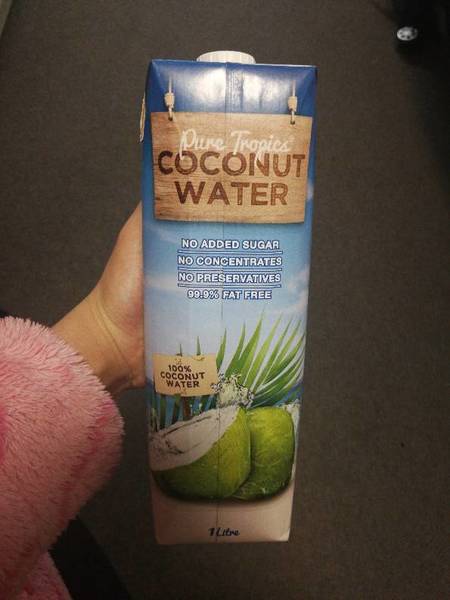 Pure Tropics
COCONUT
WATER
NO ADDED SUGAR
NO CONCENTRATES
NO PRESERVATIVES
99.9% FAT FREE
100%
COCONUT
WATER
1 Litre